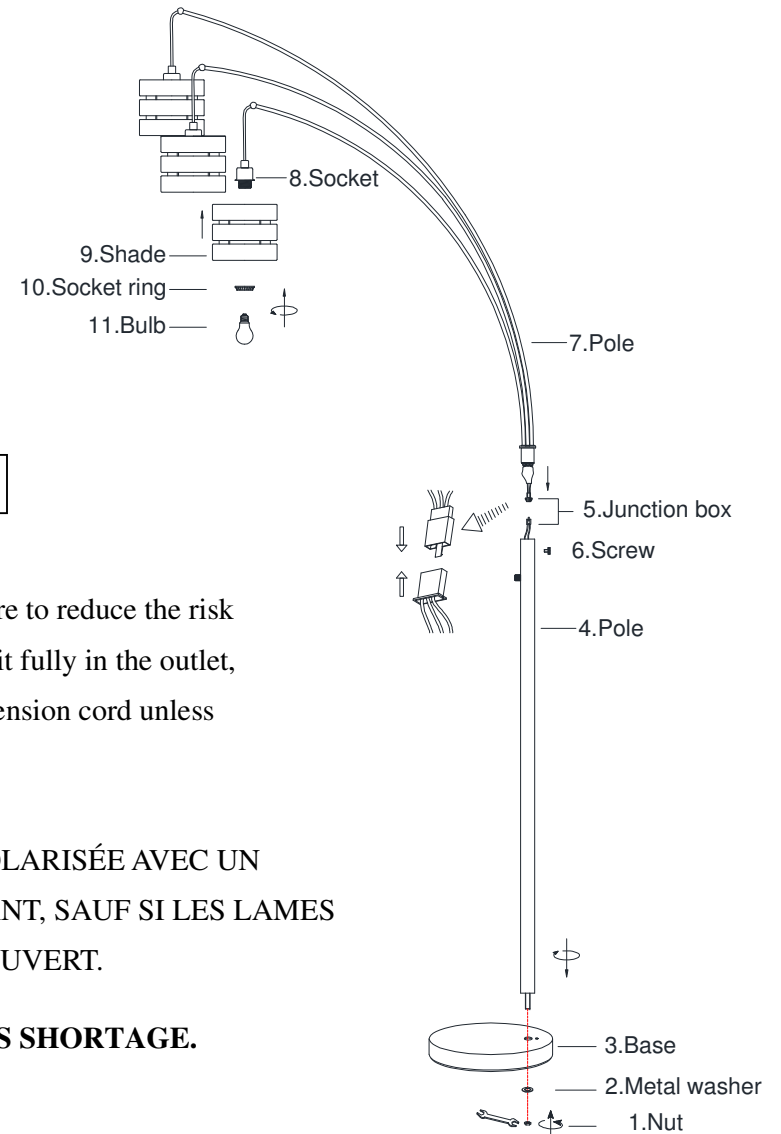 8.Socket
9.Shade
10.Socket ring
11.Bulb
7.Pole
5.Junction box
6.Screw
4.Pole
re to reduce the risk
it fully in the outlet,
ension cord unless
OLARISÉE AVEC UN
ANT, SAUF SI LES LAMES
UVERT.
S SHORTAGE.
3.Base
2.Metal washer
1.Nut